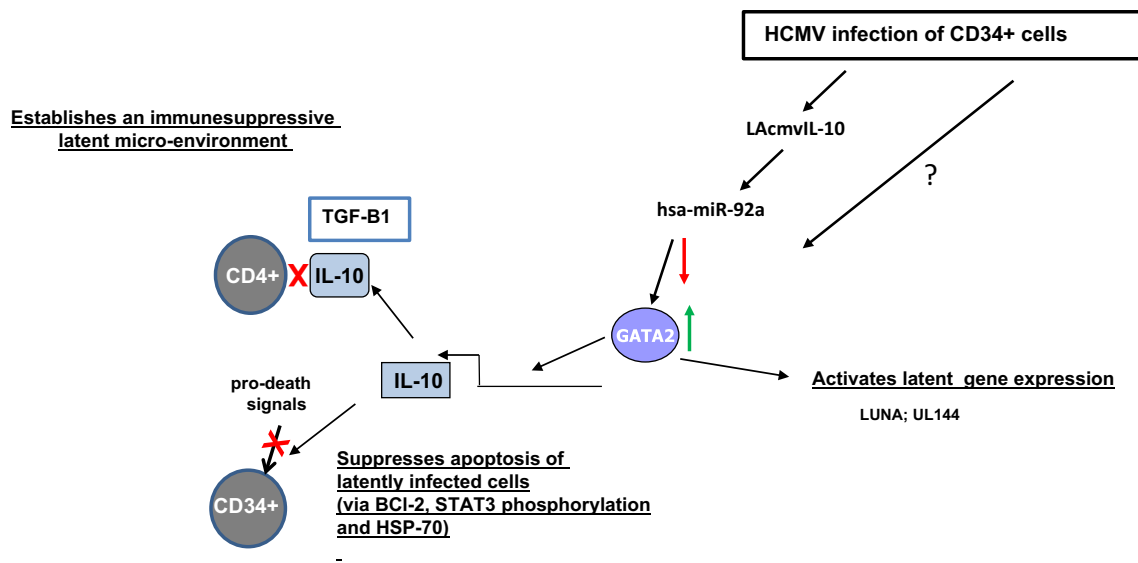 HCMV infection of CD34+ cells
Establishes an immunesuppressive
latent micro-environment
LAcmvIL-10
?
hsa-miR-92a
TGF-B1
CD4+
X
IL-10
GATA2
IL-10
Activates latent gene expression
LUNA; UL144
pro-death
signals
X
CD34+
Suppresses apoptosis of
latently infected cells
(via BCl-2, STAT3 phosphorylation
and HSP-70)